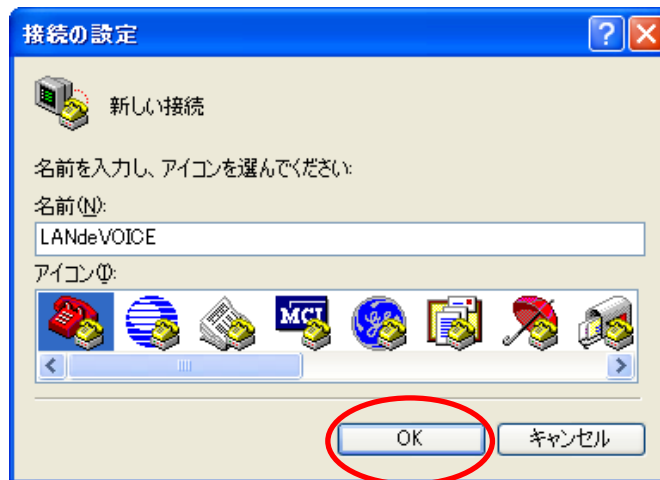 接続の設定
新しい接続
名前を入力し、アイコンを選んでください:
名前(N):
LANdeVOICE
アイコン(I):
MCI
OK キャンセル